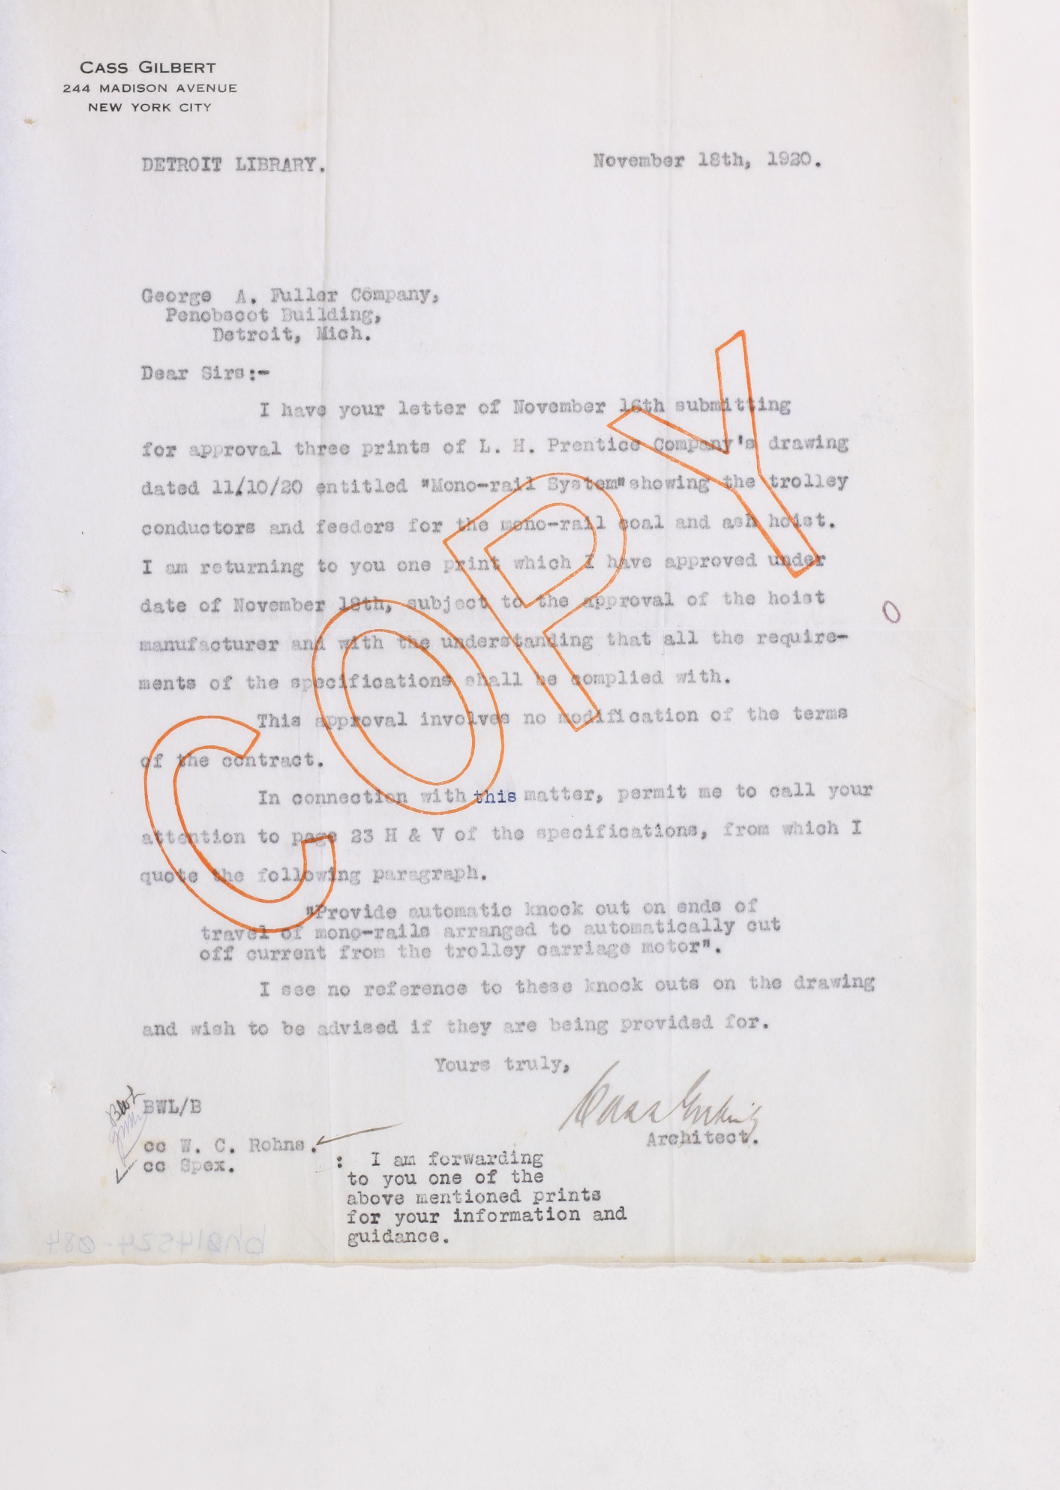 CASS GILBERT
244 MADISON AVENUE
NEW YORK CITY
DETROIT LIBRARY. November 18th, 1920.
George A. Fuller Company,
Penobscot Building,
Detroit, Mich.
Dear Sirs:-
I have your letter of November 16th submitting
for approval three prints of L. H. Prentice Company's drawing
dated 11/10/20 entitled "Mono-rail System" showing the trolley
conductors and feeders for the mono-rail coal and ash hoist.
I am returning to you one print which I have approved under
date of November 18th, subject to the approval of the hoist
manufacturer and with the understanding that all the require-
ments of the specifications shall be complied with.
This approval involves no modification of the terms
of the contract.
In connection with this matter, permit me to call your
attention to page 23 H & V of the specifications, from which I
quote the following paragraph.
"Provide automatic knock out on ends of
travel of mono-rails arranged to automatically cut
off current from the trolley carriage motor".
I see no reference to these knock outs on the drawing
and wish to be advised if they are being provided for.
Yours truly,
Cass Gilbert
Architect.
BWL/B
cc W. C. Rohns.
cc Spex.
: I am forwarding
to you one of the
above mentioned prints
for your information and
guidance.
COPY